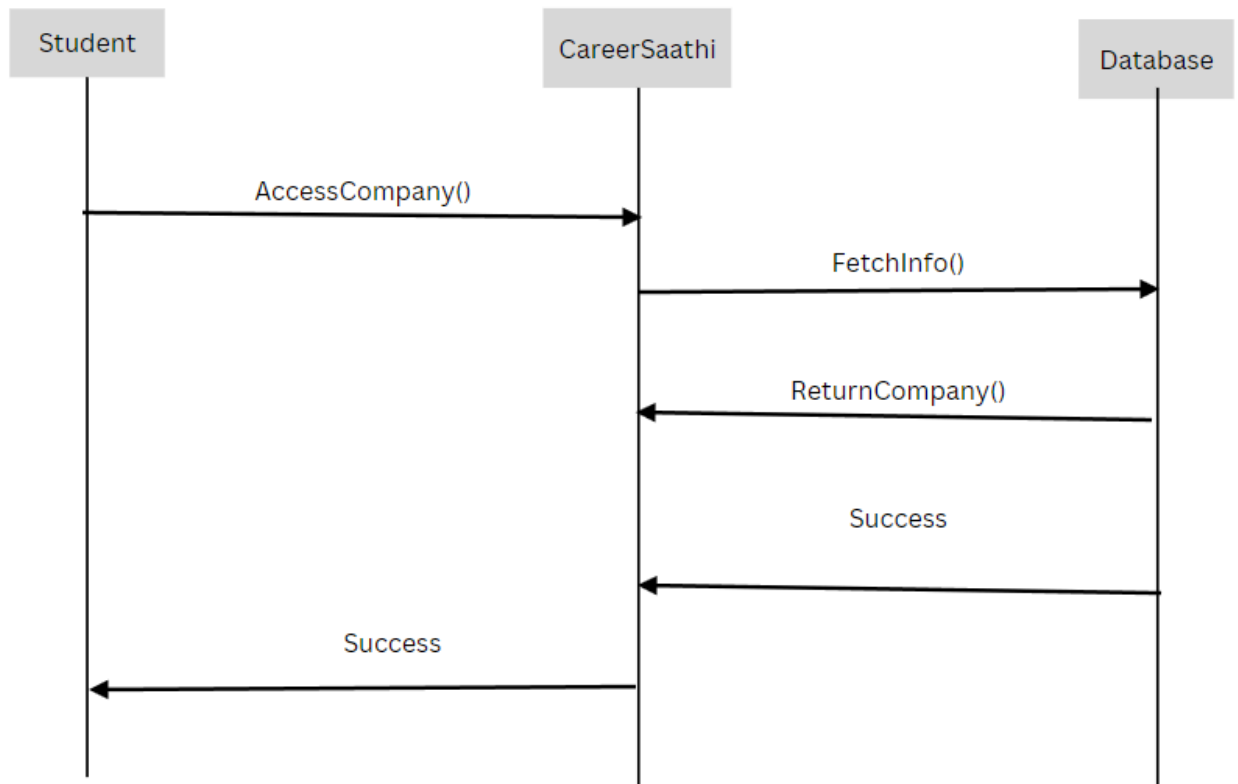 Student
CareerSaathi
Database
AccessCompany()
FetchInfo()
ReturnCompany()
Success
Success